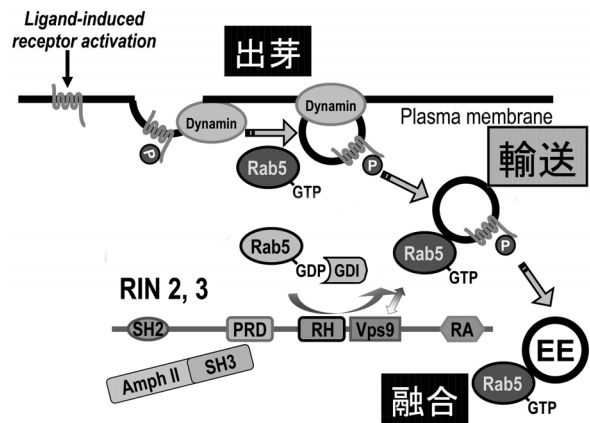 Ligand-induced
receptor activation
出芽
Dynamin
Dynamin
Plasma membrane
P
Rab5
GTP
P
輸送
Rab5
GTP
P
Rab5
GDP
GDI
RIN 2, 3
SH2
PRD
RH
Vps9
RA
EE
Amph II
SH3
融合
Rab5
GTP